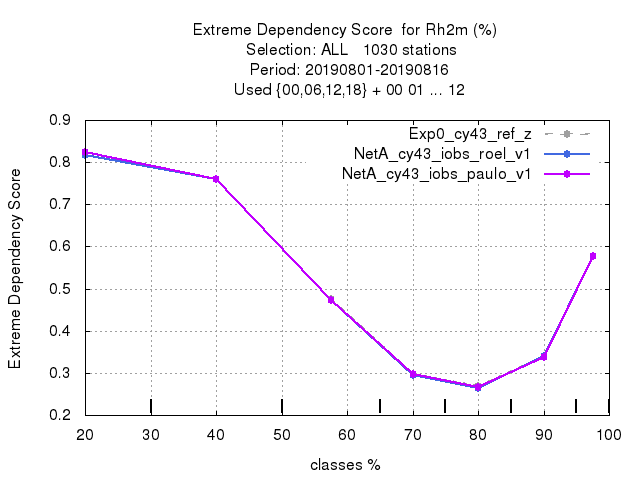 Extreme Dependency Score  for Rh2m (%)
Selection: ALL   1030 stations
Period: 20190801-20190816
Used {00,06,12,18} + 00 01 ... 12
Exp0_cy43_ref_z
NetA_cy43_iobs_roel_v1
NetA_cy43_iobs_paulo_v1
0.9
0.8
0.7
0.6
0.5
0.4
0.3
0.2
Extreme Dependency Score
20 30 40 50 60 70 80 90 100
classes %